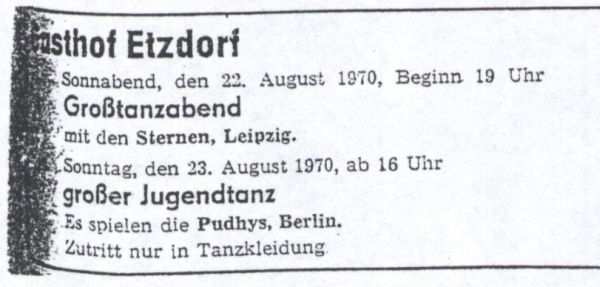 Gasthof Etzdorf
Sonnabend, den 22. August 1970, Beginn 19 Uhr
Großtanzabend
mit den Sternen, Leipzig.
Sonntag, den 23. August 1970, ab 16 Uhr
großer Jugendtanz
Es spielen die Pudhys, Berlin.
Zutritt nur in Tanzkleidung